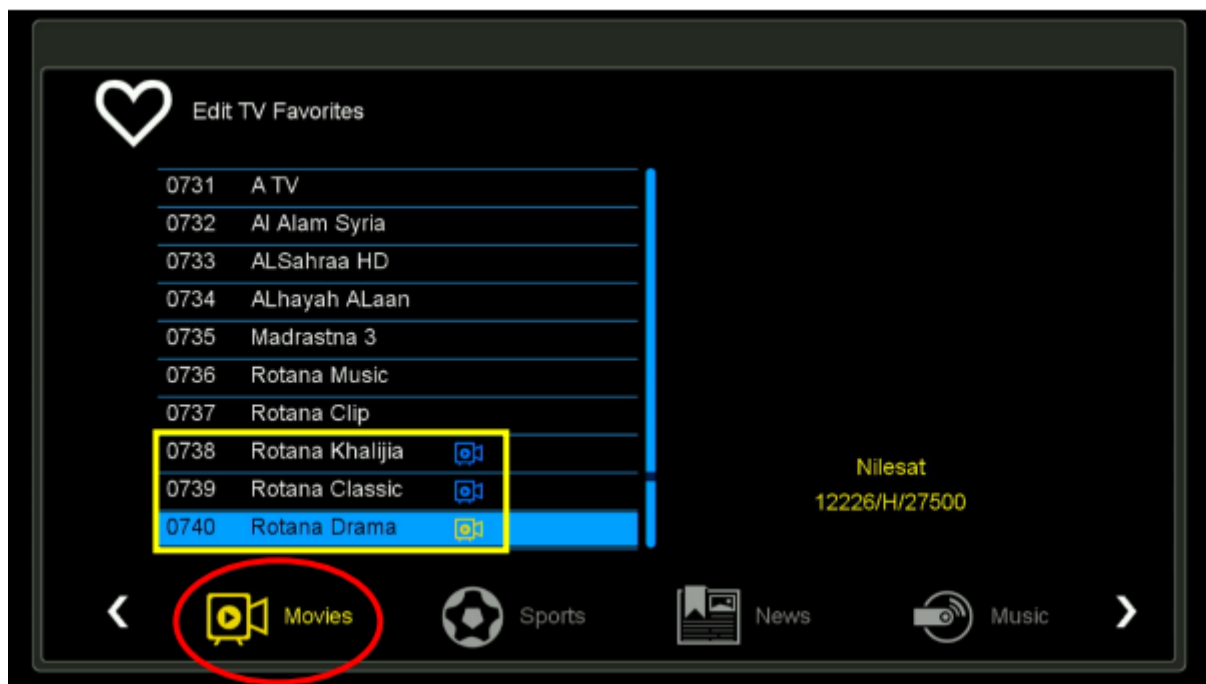 Edit TV Favorites
0731 A TV
0732 Al Alam Syria
0733 ALSahraa HD
0734 ALhayah ALaan
0735 Madrastna 3
0736 Rotana Music
0737 Rotana Clip
0738 Rotana Khalijia
0739 Rotana Classic
0740 Rotana Drama
Nilesat
12226/H/27500
Movies Sports News Music